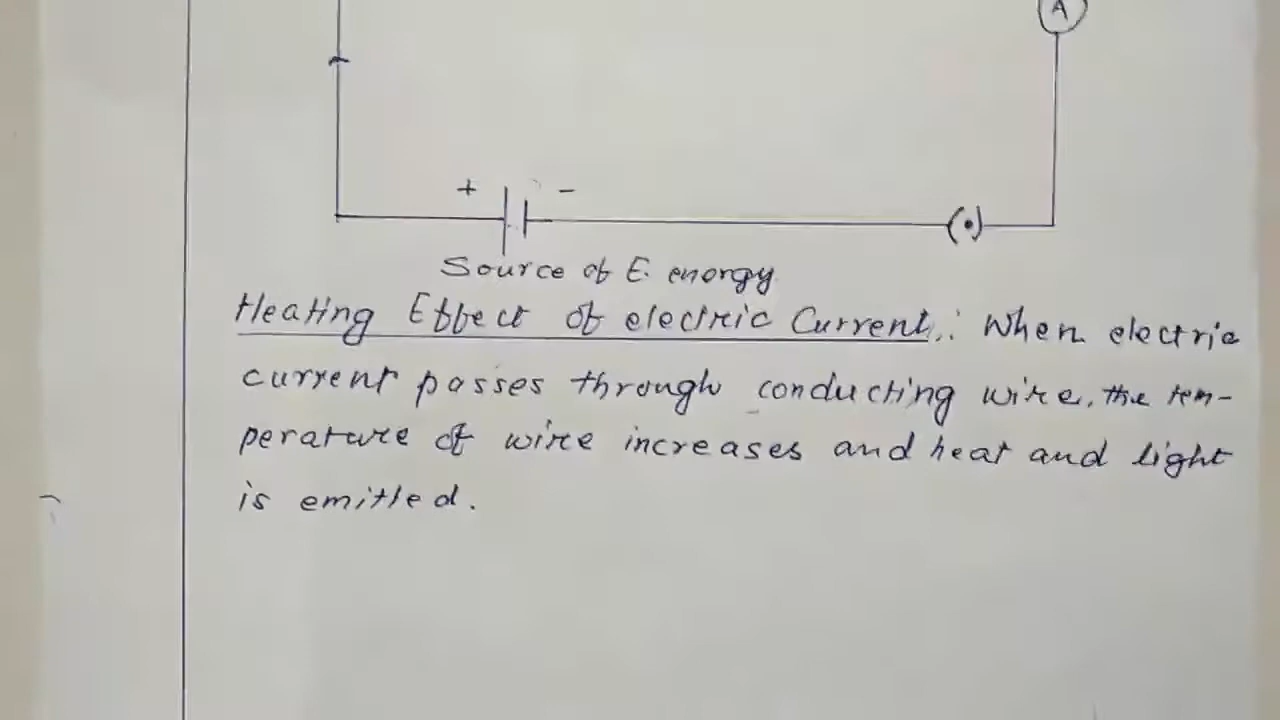 A
+ -
Source of E. energy
Heating Effect of electric Current,: When electric
current passes through conducting wire, the tem-
perature of wire increases and heat and light
is emitted.